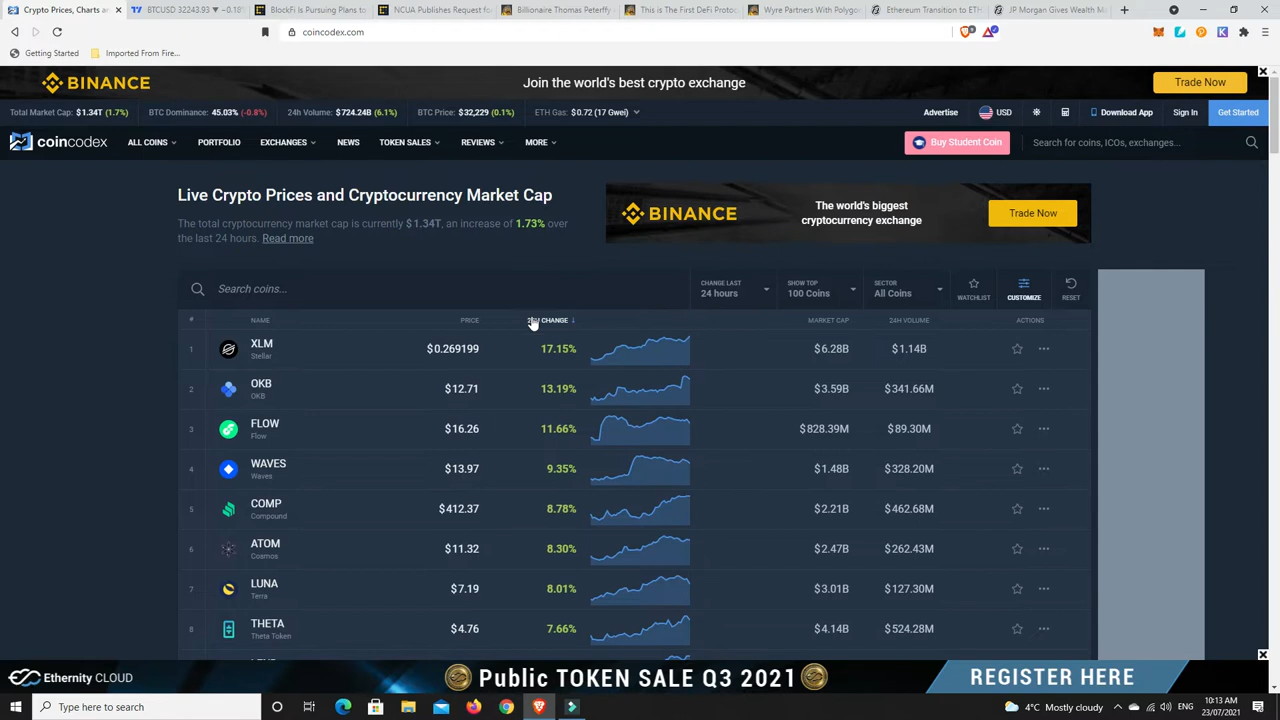 Crypto Prices, Charts and
BTCUSD 32243.93 −0.18
BlockFi Is Pursuing Plans to
NCUA Publishes Request for
Billionaire Thomas Peterffy
This is The First DeFi Protoc
Wyre Partners With Polygo
Ethereum Transition to ETH
JP Morgan Gives Wealth M
coincodex.com
Getting Started
Imported From Fire...
BINANCE
Join the world's best crypto exchange
Trade Now
Total Market Cap: $1.34T (1.7%)
BTC Dominance: 45.03% (-0.8%)
24h Volume: $724.24B (6.1%)
BTC Price: $32,229 (0.1%)
ETH Gas: $0.72 (17 Gwei)
Advertise
USD
Download App
Sign In
Get Started
coincodex
ALL COINS
PORTFOLIO
EXCHANGES
NEWS
TOKEN SALES
REVIEWS
MORE
Buy Student Coin
Search for coins, ICOs, exchanges...
Live Crypto Prices and Cryptocurrency Market Cap
The total cryptocurrency market cap is currently $1.34T, an increase of 1.73% over
the last 24 hours. Read more
BINANCE
The world's biggest
cryptocurrency exchange
Trade Now
Search coins...
CHANGE LAST
24 hours
SHOW TOP
100 Coins
SECTOR
All Coins
WATCHLIST
CUSTOMIZE
RESET
# NAME PRICE CHANGE ↓ MARKET CAP 24H VOLUME ACTIONS
1 XLM $0.269199 17.15% $6.28B $1.14B
Stellar
2 OKB $12.71 13.19% $3.59B $341.66M
OKB
3 FLOW $16.26 11.66% $828.39M $89.30M
Flow
4 WAVES $13.97 9.35% $1.48B $328.20M
Waves
5 COMP $412.37 8.78% $2.21B $462.68M
Compound
6 ATOM $11.32 8.30% $2.47B $262.43M
Cosmos
7 LUNA $7.19 8.01% $3.01B $127.30M
Terra
8 THETA $4.76 7.66% $4.14B $524.28M
Theta Token
Ethernity CLOUD
Public TOKEN SALE Q3 2021
REGISTER HERE
Type here to search
4°C Mostly cloudy
ENG
10:13 AM
23/07/2021